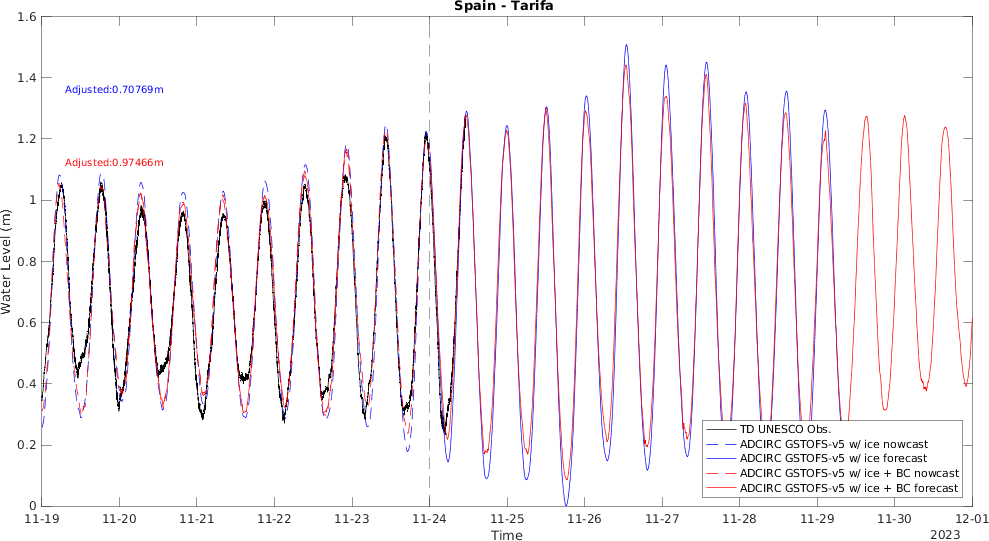 Spain - Tarifa
1.6
1.4
1.2
1
0.8
0.6
0.4
0.2
0
Water Level (m)
Adjusted:0.70769m
Adjusted:0.97466m
TD UNESCO Obs.
ADCIRC GSTOFS-v5 w/ ice nowcast
ADCIRC GSTOFS-v5 w/ ice forecast
ADCIRC GSTOFS-v5 w/ ice + BC nowcast
ADCIRC GSTOFS-v5 w/ ice + BC forecast
11-19 11-20 11-21 11-22 11-23 11-24 11-25 11-26 11-27 11-28 11-29 11-30 12-01
Time
2023